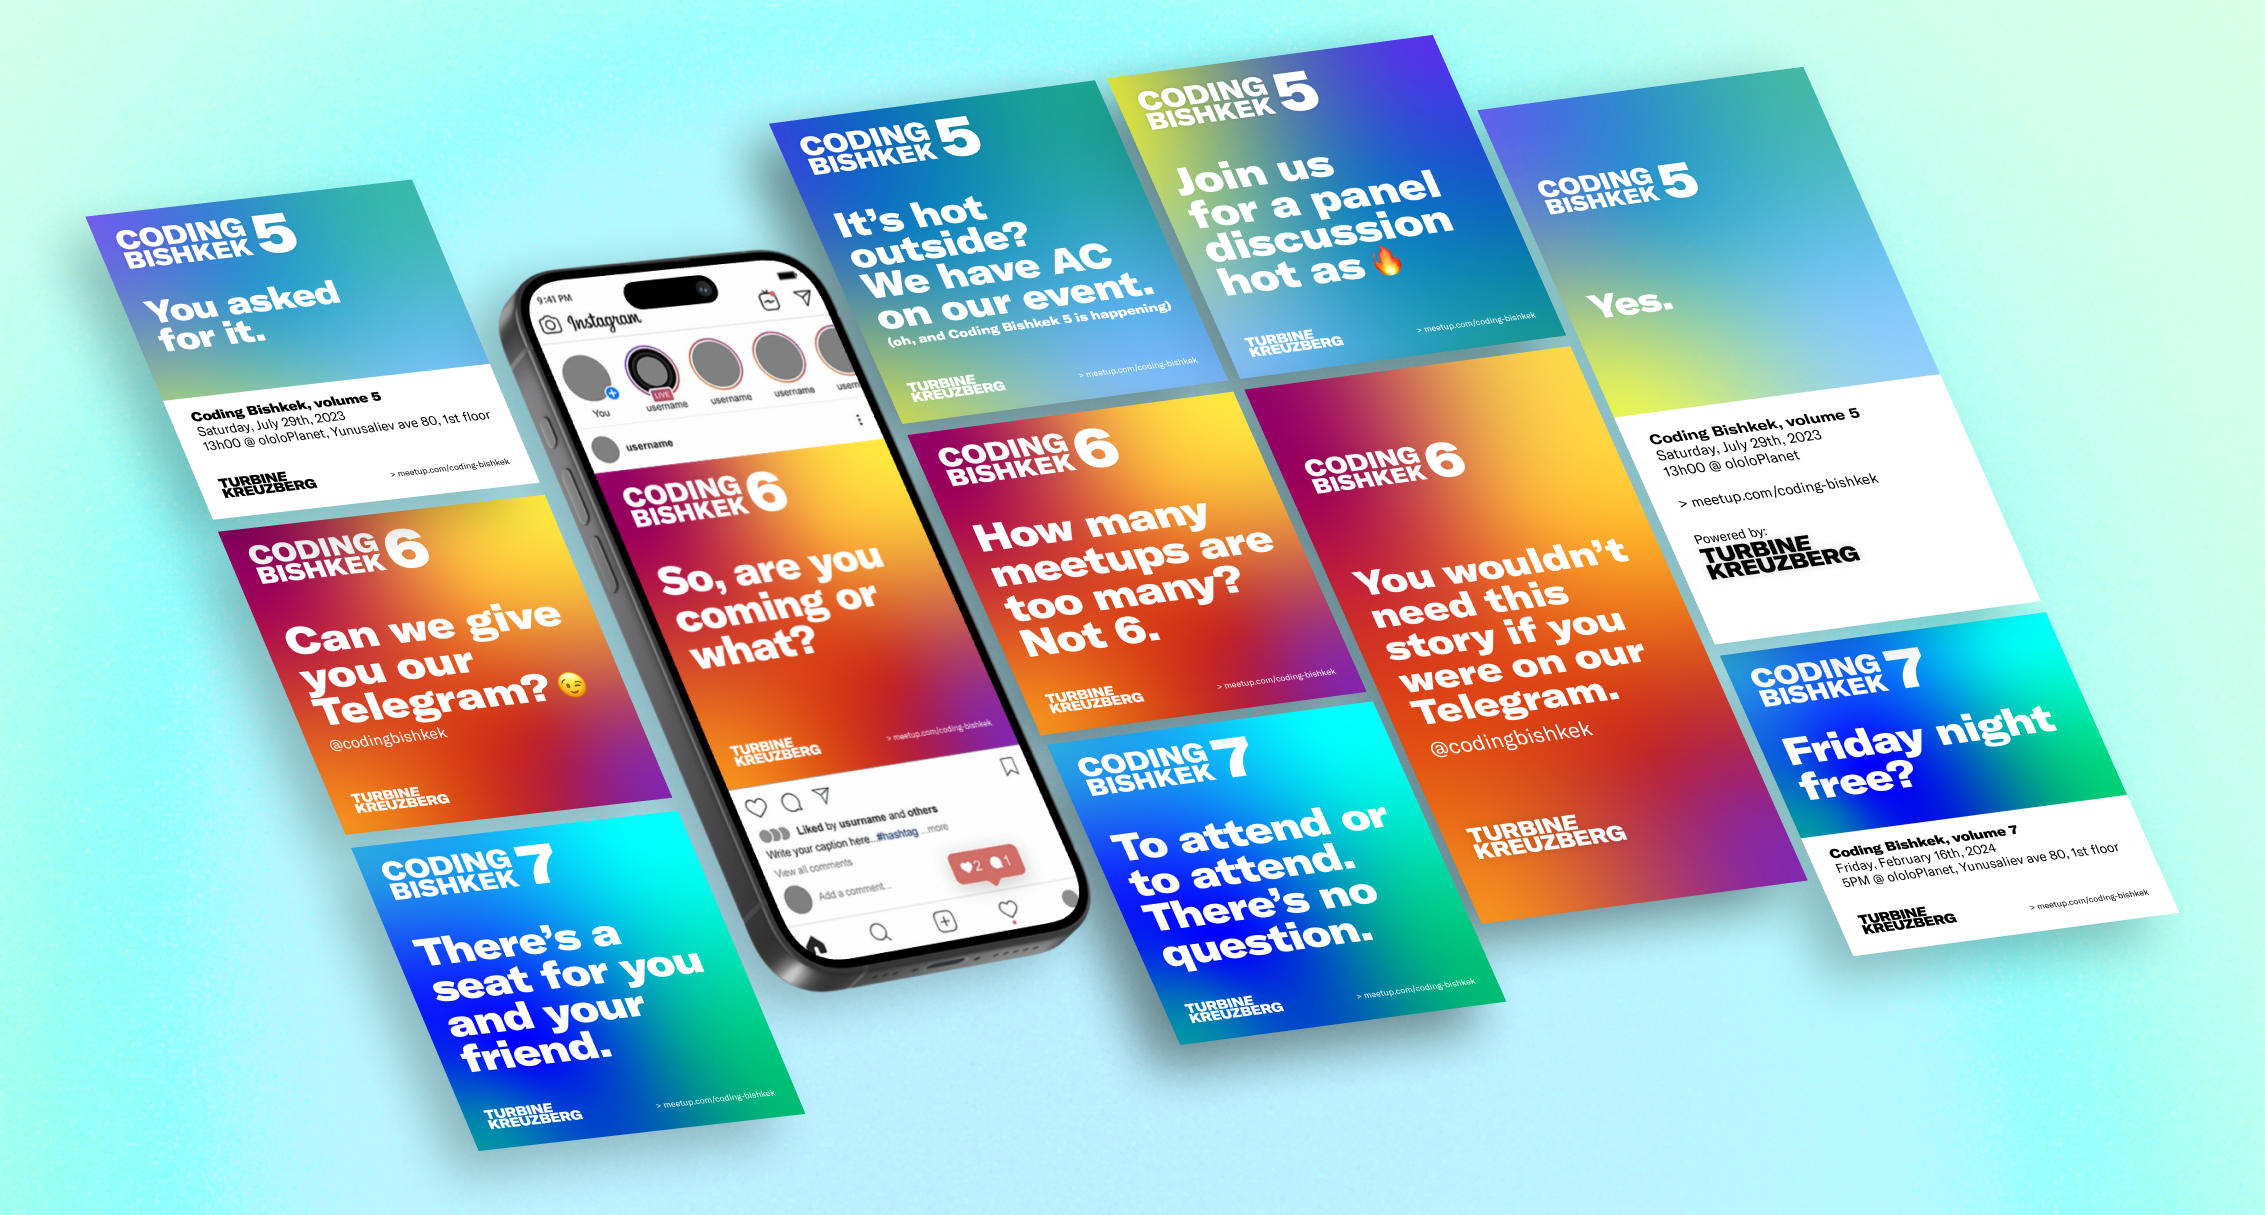 CODING
BISHKEK 5
You asked
for it.
Coding Bishkek, volume 5
Saturday, July 29th, 2023
13h00 @ ololoPlanet, Yunusaliev ave 80, 1st floor
TURBINE
KREUZBERG
> meetup.com/coding-bishkek
CODING
BISHKEK 6
Can we give
you our
Telegram? 😉
@codingbishkek
TURBINE
KREUZBERG
CODING
BISHKEK 7
There's a
seat for you
and your
friend.
TURBINE
KREUZBERG
> meetup.com/coding-bishkek
9:41 PM
Instagram
LIVE
You
username
username
username
usern
username
CODING
BISHKEK 6
So, are you
coming or
what?
TURBINE
KREUZBERG
> meetup.com/coding-bishkek
Liked by usurname and others
Write your caption here...#hashtag ...more
View all comments
Add a comment...
2 1
CODING
BISHKEK 5
It's hot
outside?
We have AC
on our event.
(oh, and Coding Bishkek 5 is happening)
TURBINE
KREUZBERG
> meetup.com/coding-bishkek
CODING
BISHKEK 6
How many
meetups are
too many?
Not 6.
TURBINE
KREUZBERG
> meetup.com/coding-bishkek
CODING
BISHKEK 7
To attend or
to attend.
There's no
question.
TURBINE
KREUZBERG
> meetup.com/coding-bishkek
CODING
BISHKEK 5
Join us
for a panel
discussion
hot as 🔥
TURBINE
KREUZBERG
> meetup.com/coding-bishkek
CODING
BISHKEK 6
You wouldn't
need this
story if you
were on our
Telegram.
@codingbishkek
TURBINE
KREUZBERG
CODING
BISHKEK 5
Yes.
Coding Bishkek, volume 5
Saturday, July 29th, 2023
13h00 @ ololoPlanet
> meetup.com/coding-bishkek
Powered by:
TURBINE
KREUZBERG
CODING
BISHKEK 7
Friday night
free?
Coding Bishkek, volume 7
Friday, February 16th, 2024
5PM @ ololoPlanet, Yunusaliev ave 80, 1st floor
TURBINE
KREUZBERG
> meetup.com/coding-bishkek